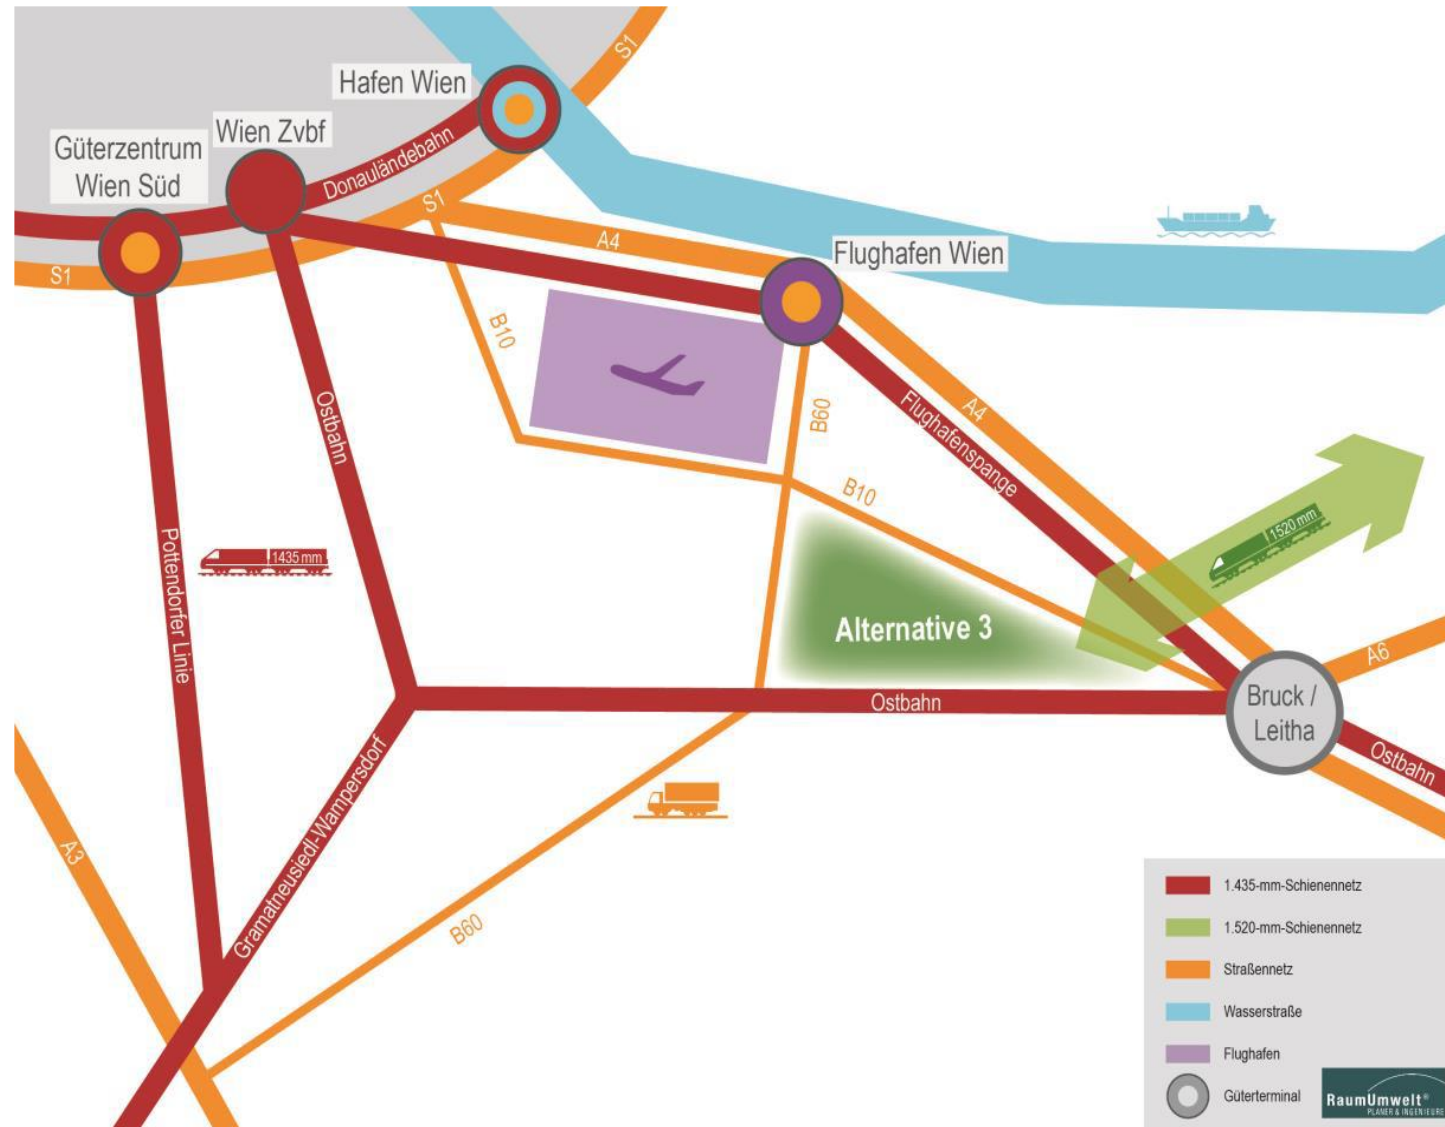 S1
Hafen Wien
Wien Zvbf
Güterzentrum
Wien Süd
Donauländebahn
S1
S1
A4
Flughafen Wien
B10
Ostbahn
B60
A4
Flughafenspange
B10
1520 mm
Pottendorfer Linie
1435 mm
Alternative 3
A6
Bruck /
Leitha
Ostbahn
Ostbahn
Gramatneusiedl-Wampersdorf
A3
B60
1.435-mm-Schienennetz
1.520-mm-Schienennetz
Straßennetz
Wasserstraße
Flughafen
Güterterminal
RaumUmwelt®
PLANER & INGENIEURE